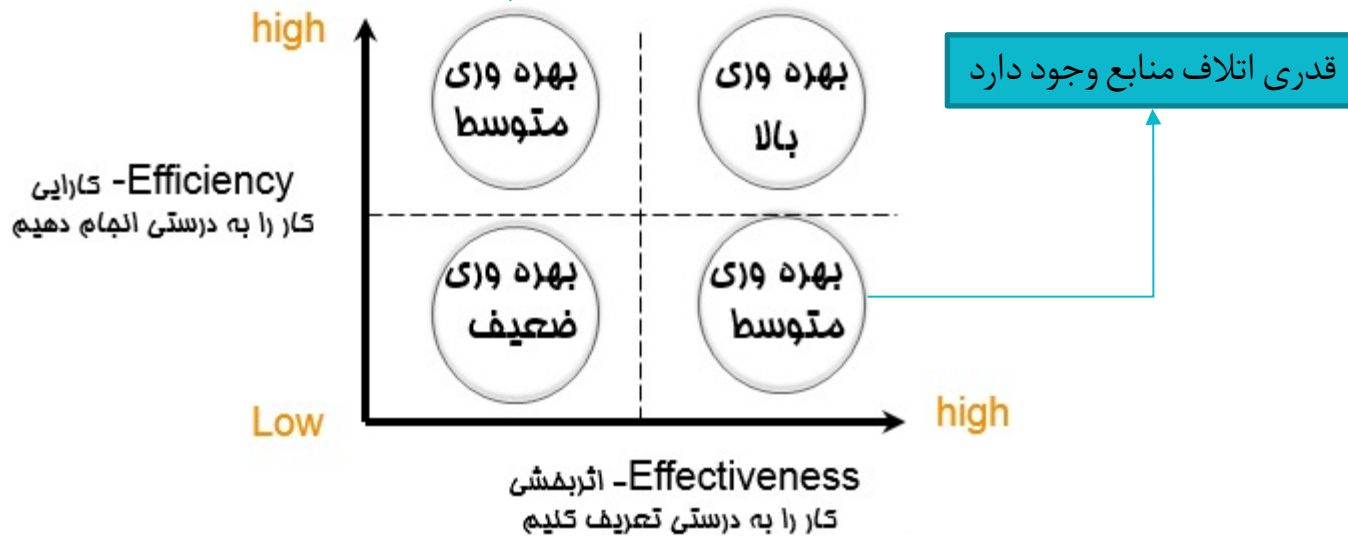 high
بهره وری
متوسط
بهره وری
بالا
قدری اتلاف منابع وجود دارد
Efficiency- کارایی
کار را به درستی انجام دهیم
بهره وری
ضعیف
بهره وری
متوسط
Low
high
Effectiveness- اثربخشی
کار را به درستی تعریف کنیم